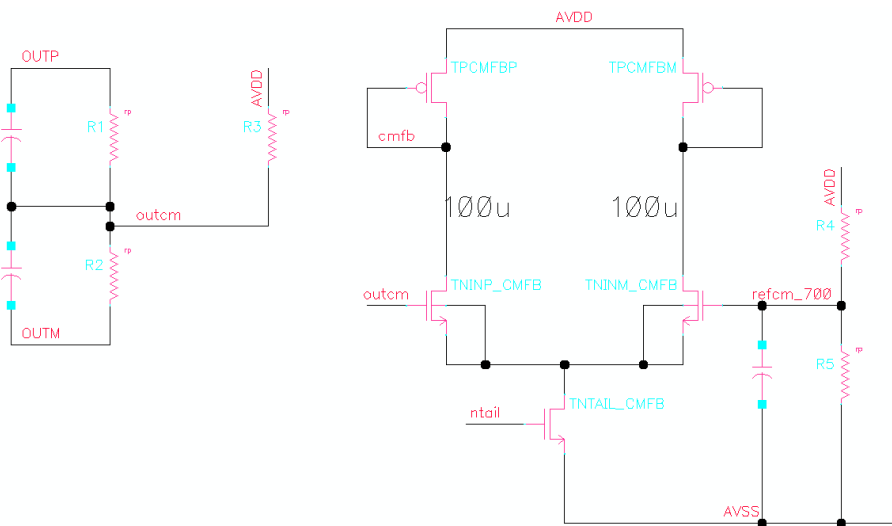 AVDD
OUTP
TPCMFBP
TPCMFBM
AVDD
rp
rp
R1
R3
cmfb
100u
100u
AVDD
outcm
rp
R4
R2
rp
TNINP_CMFB
TNINM_CMFB
outcm
refcm_700
OUTM
rp
R5
ntail
TNTAIL_CMFB
AVSS